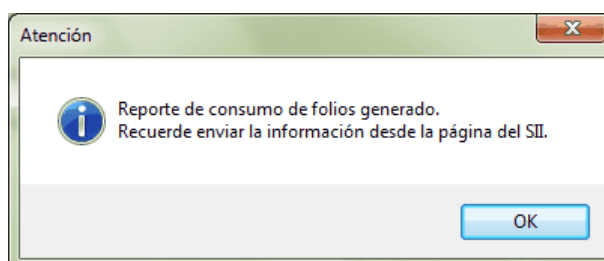 Atención
Reporte de consumo de folios generado.
Recuerde enviar la información desde la página del SII.
OK